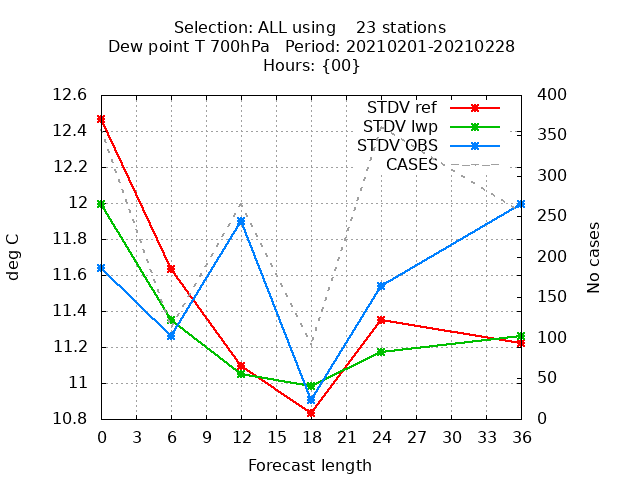 Selection: ALL using    23 stations
Dew point T 700hPa   Period: 20210201-20210228
Hours: {00}
STDV ref
STDV lwp
STDV OBS
CASES
deg C
12.6
12.4
12.2
12
11.8
11.6
11.4
11.2
11
10.8
400
350
300
250
200
150
100
50
0
No cases
0 3 6 9 12 15 18 21 24 27 30 33 36
Forecast length